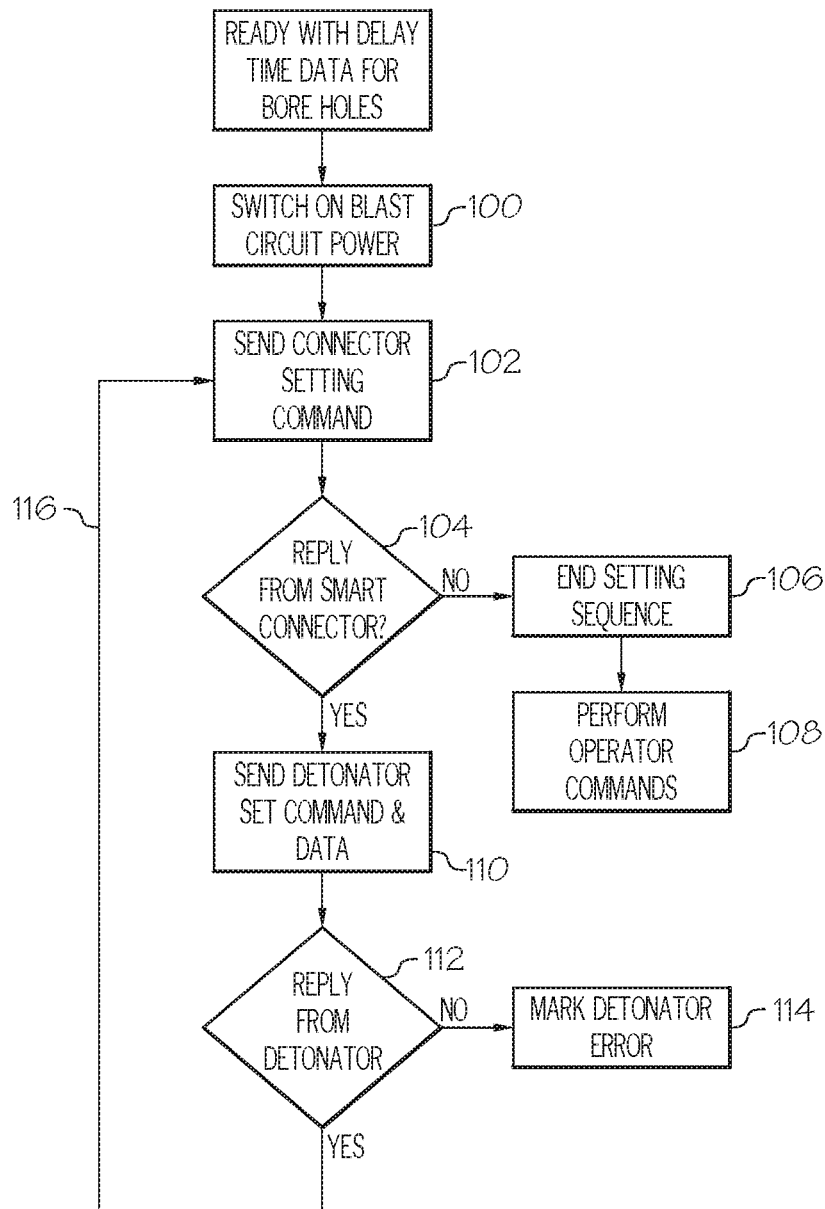 READY WITH DELAY
TIME DATA FOR
BORE HOLES
SWITCH ON BLAST
CIRCUIT POWER
100
SEND CONNECTOR
SETTING
COMMAND
102
116
104
REPLY
FROM SMART
CONNECTOR?
NO
END SETTING
SEQUENCE
106
YES
PERFORM
OPERATOR
COMMANDS
108
SEND DETONATOR
SET COMMAND &
DATA
110
112
REPLY
FROM
DETONATOR
NO
MARK DETONATOR
ERROR
114
YES